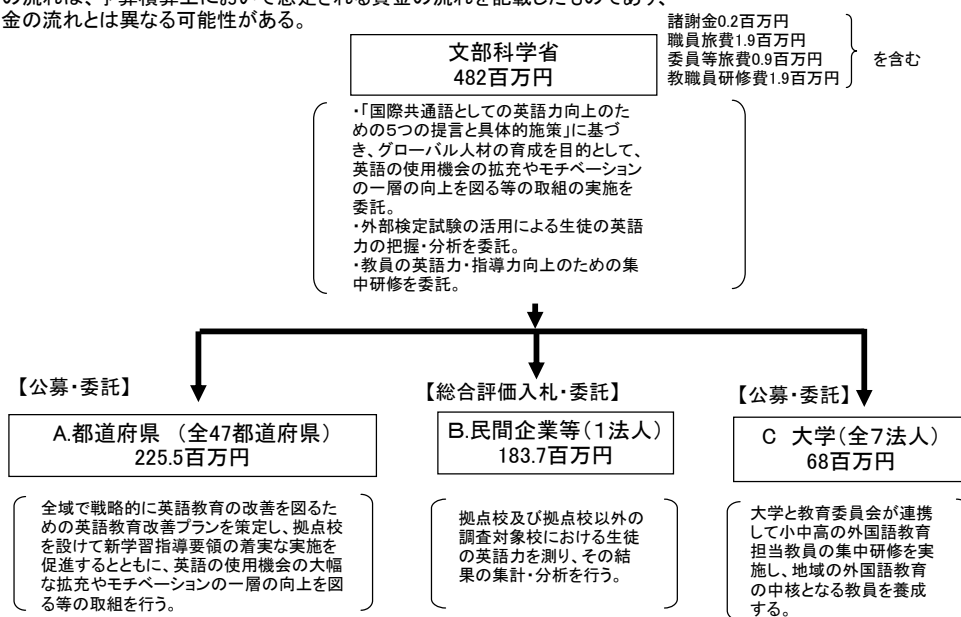 の流れは、予算積算上において想定される資金の流れを記載したものであり、
金の流れとは異なる可能性がある。
文部科学省
482百万円
諸謝金0.2百万円
職員旅費1.9百万円
委員等旅費0.9百万円
教職員研修費1.9百万円
を含む
・「国際共通語としての英語力向上のた
めの5つの提言と具体的施策」に基づ
き、グローバル人材の育成を目的として、
英語の使用機会の拡充やモチベーション
の一層の向上を図る等の取組の実施を
委託。
・外部検定試験の活用による生徒の英語
力の把握・分析を委託。
・教員の英語力・指導力向上のための集
中研修を委託。
【公募・委託】
A.都道府県 (全47都道府県)
225.5百万円
全域で戦略的に英語教育の改善を図るた
めの英語教育改善プランを策定し、拠点校
を設けて新学習指導要領の着実な実施を
促進するとともに、英語の使用機会の大幅
な拡充やモチベーションの一層の向上を図
る等の取組を行う。
【総合評価入札・委託】
B.民間企業等(1法人)
183.7百万円
拠点校及び拠点校以外の
調査対象校における生徒
の英語力を測り、その結
果の集計・分析を行う。
【公募・委託】
C 大学(全7法人)
68百万円
大学と教育委員会が連携
して小中高の外国語教育
担当教員の集中研修を実
施し、地域の外国語教育
の中核となる教員を養成
する。